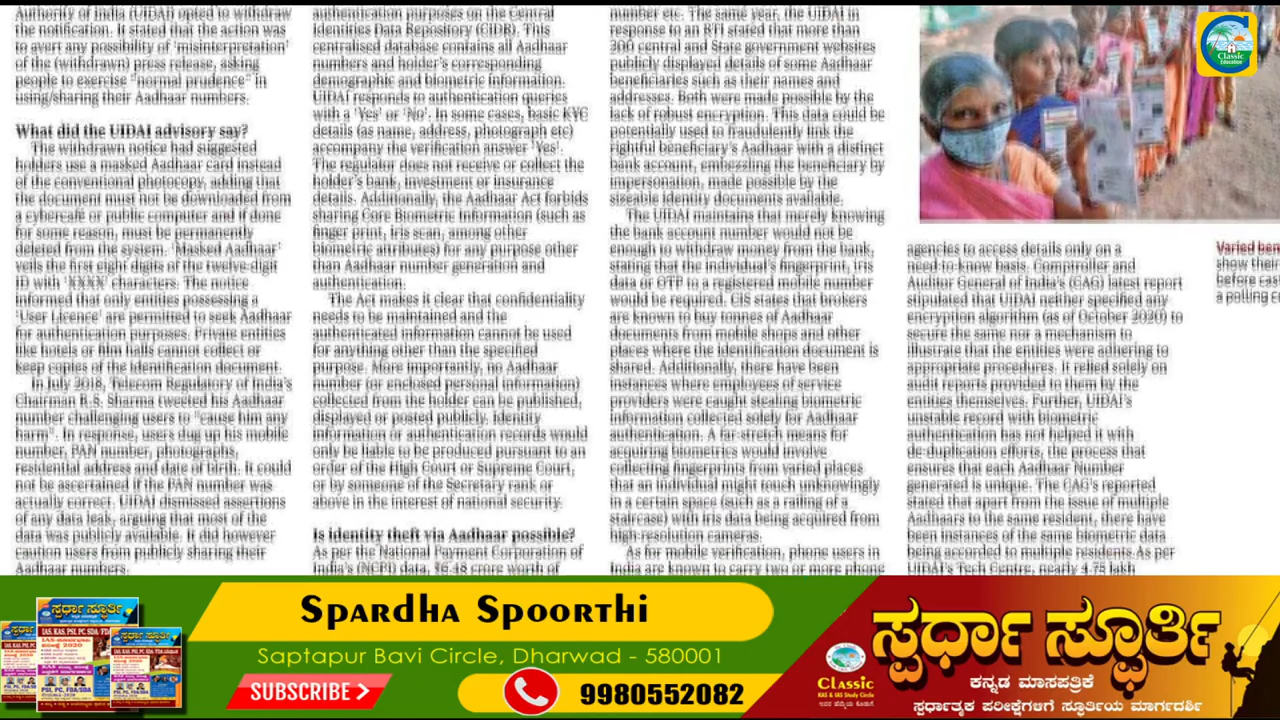 Authority of India (UIDAI) opted to withdraw
the notification. It stated that the action was
to avert any possibility of 'misinterpretation'
of the (withdrawn) press release, asking
people to exercise "normal prudence" in
using/sharing their Aadhaar numbers.
What did the UIDAI advisory say?
The withdrawn notice had suggested
holders use a masked Aadhaar card instead
of the conventional photocopy, adding that
the document must not be downloaded from
a cybercafé or public computer and if done
for some reason, must be permanently
deleted from the system. 'Masked Aadhaar'
veils the first eight digits of the twelve-digit
ID with 'XXXX' characters. The notice
informed that only entities possessing a
'User Licence' are permitted to seek Aadhaar
for authentication purposes. Private entities
like hotels or film halls cannot collect or
keep copies of the identification document.
In July 2018, Telecom Regulatory of India's
Chairman R.S. Sharma tweeted his Aadhaar
number challenging users to "cause him any
harm". In response, users dug up his mobile
number, PAN number, photographs,
residential address and date of birth. It could
not be ascertained if the PAN number was
actually correct. UIDAI dismissed assertions
of any data leak, arguing that most of the
data was publicly available. It did however
caution users from publicly sharing their
Aadhaar numbers.
authentication purposes on the Central
Identities Data Repository (CIDR). This
centralised database contains all Aadhaar
numbers and holder's corresponding
demographic and biometric information.
UIDAI responds to authentication queries
with a 'Yes' or 'No'. In some cases, basic KYC
details (as name, address, photograph etc)
accompany the verification answer 'Yes'.
The regulator does not receive or collect the
holder's bank, investment or insurance
details. Additionally, the Aadhaar Act forbids
sharing Core Biometric Information (such as
finger print, iris scan, among other
biometric attributes) for any purpose other
than Aadhaar number generation and
authentication.
The Act makes it clear that confidentiality
needs to be maintained and the
authenticated information cannot be used
for anything other than the specified
purpose. More importantly, no Aadhaar
number (or enclosed personal information)
collected from the holder can be published,
displayed or posted publicly. Identity
information or authentication records would
only be liable to be produced pursuant to an
order of the High Court or Supreme Court,
or by someone of the Secretary rank or
above in the interest of national security.
Is identity theft via Aadhaar possible?
As per the National Payment Corporation of
India's (NCPI) data, ₹6.48 crore worth of
number etc. The same year, the UIDAI in
response to an RTI stated that more than
200 central and State government websites
publicly displayed details of some Aadhaar
beneficiaries such as their names and
addresses. Both were made possible by the
lack of robust encryption. This data could be
potentially used to fraudulently link the
rightful beneficiary's Aadhaar with a distinct
bank account, embezzling the beneficiary by
impersonation, made possible by the
sizeable identity documents available.
The UIDAI maintains that merely knowing
the bank account number would not be
enough to withdraw money from the bank,
stating that the individual's fingerprint, iris
data or OTP to a registered mobile number
would be required. CIS states that brokers
are known to buy tonnes of Aadhaar
documents from mobile shops and other
places where the identification document is
shared. Additionally, there have been
instances where employees of service
providers were caught stealing biometric
information collected solely for Aadhaar
authentication. A far-stretch means for
acquiring biometrics would involve
collecting fingerprints from varied places
that an individual might touch unknowingly
in a certain space (such as a railing of a
staircase) with iris data being acquired from
high-resolution cameras.
As for mobile verification, phone users in
India are known to carry two or more phone
agencies to access details only on a
need-to-know basis. Comptroller and
Auditor General of India's (CAG) latest report
stipulated that UIDAI neither specified any
encryption algorithm (as of October 2020) to
secure the same nor a mechanism to
illustrate that the entities were adhering to
appropriate procedures. It relied solely on
audit reports provided to them by the
entities themselves. Further, UIDAI's
unstable record with biometric
authentication has not helped it with
de-duplication efforts, the process that
ensures that each Aadhaar Number
generated is unique. The CAG's reported
stated that apart from the issue of multiple
Aadhaars to the same resident, there have
been instances of the same biometric data
being accorded to multiple residents.As per
UIDAI's Tech Centre, nearly 4.75 lakh
Varied ben
show their
before cast
a polling c
Classic
Education
Spardha Spoorthi
Saptapur Bavi Circle, Dharwad - 580001
SUBSCRIBE >
9980552082
Classic
KAS & IAS Study Circle
ಸ್ಪರ್ಧಾ ಸ್ಫೂರ್ತಿ
ಕನ್ನಡ ಮಾಸಪತ್ರಿಕೆ
ಸ್ಪರ್ಧಾತ್ಮಕ ಪರೀಕ್ಷೆಗಳಿಗೆ ಸ್ಫೂರ್ತಿಯ ಮಾರ್ಗದರ್ಶಿ